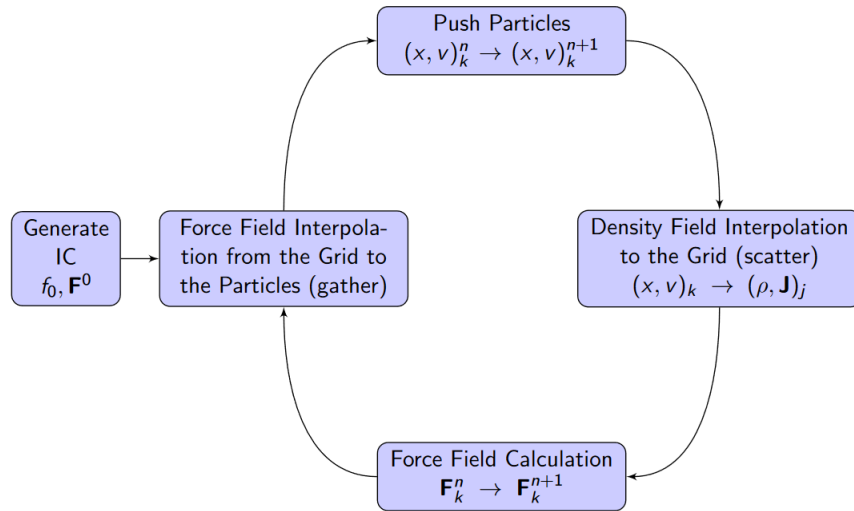 Push Particles
(x, v)ⁿₖ → (x, v)ⁿ⁺¹ₖ
Generate
IC
f₀, F⁰
Force Field Interpola-
tion from the Grid to
the Particles (gather)
Density Field Interpolation
to the Grid (scatter)
(x, v)ₖ → (ρ, J)ⱼ
Force Field Calculation
Fⁿₖ → Fⁿ⁺¹ₖ